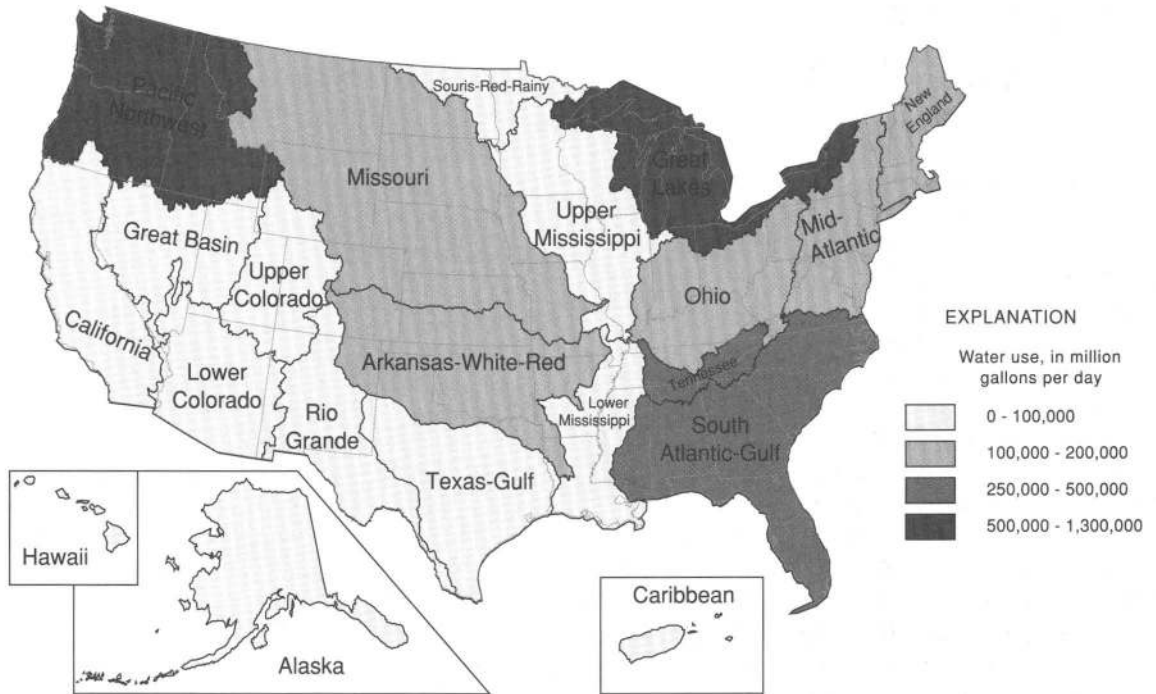 Souris-Red-Rainy
Pacific
Northwest
New
England
Missouri
Great
Lakes
Upper
Mississippi
Mid-
Atlantic
Great Basin
Upper
Colorado
Ohio
California
Arkansas-White-Red
Tennessee
Lower
Colorado
Rio
Grande
Lower
Mississippi
South
Atlantic-Gulf
Texas-Gulf
EXPLANATION
Water use, in million
gallons per day
0 - 100,000
100,000 - 200,000
250,000 - 500,000
500,000 - 1,300,000
Hawaii
Alaska
Caribbean